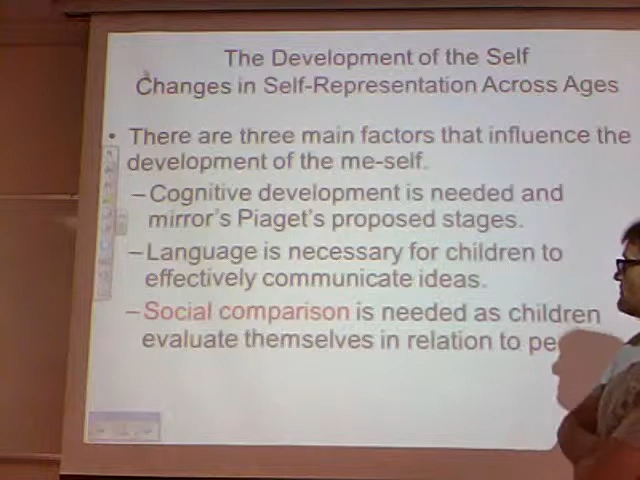 The Development of the Self
Changes in Self-Representation Across Ages
• There are three main factors that influence the
development of the me-self.
–Cognitive development is needed and
mirror's Piaget's proposed stages.
–Language is necessary for children to
effectively communicate ideas.
–Social comparison is needed as children
evaluate themselves in relation to pe